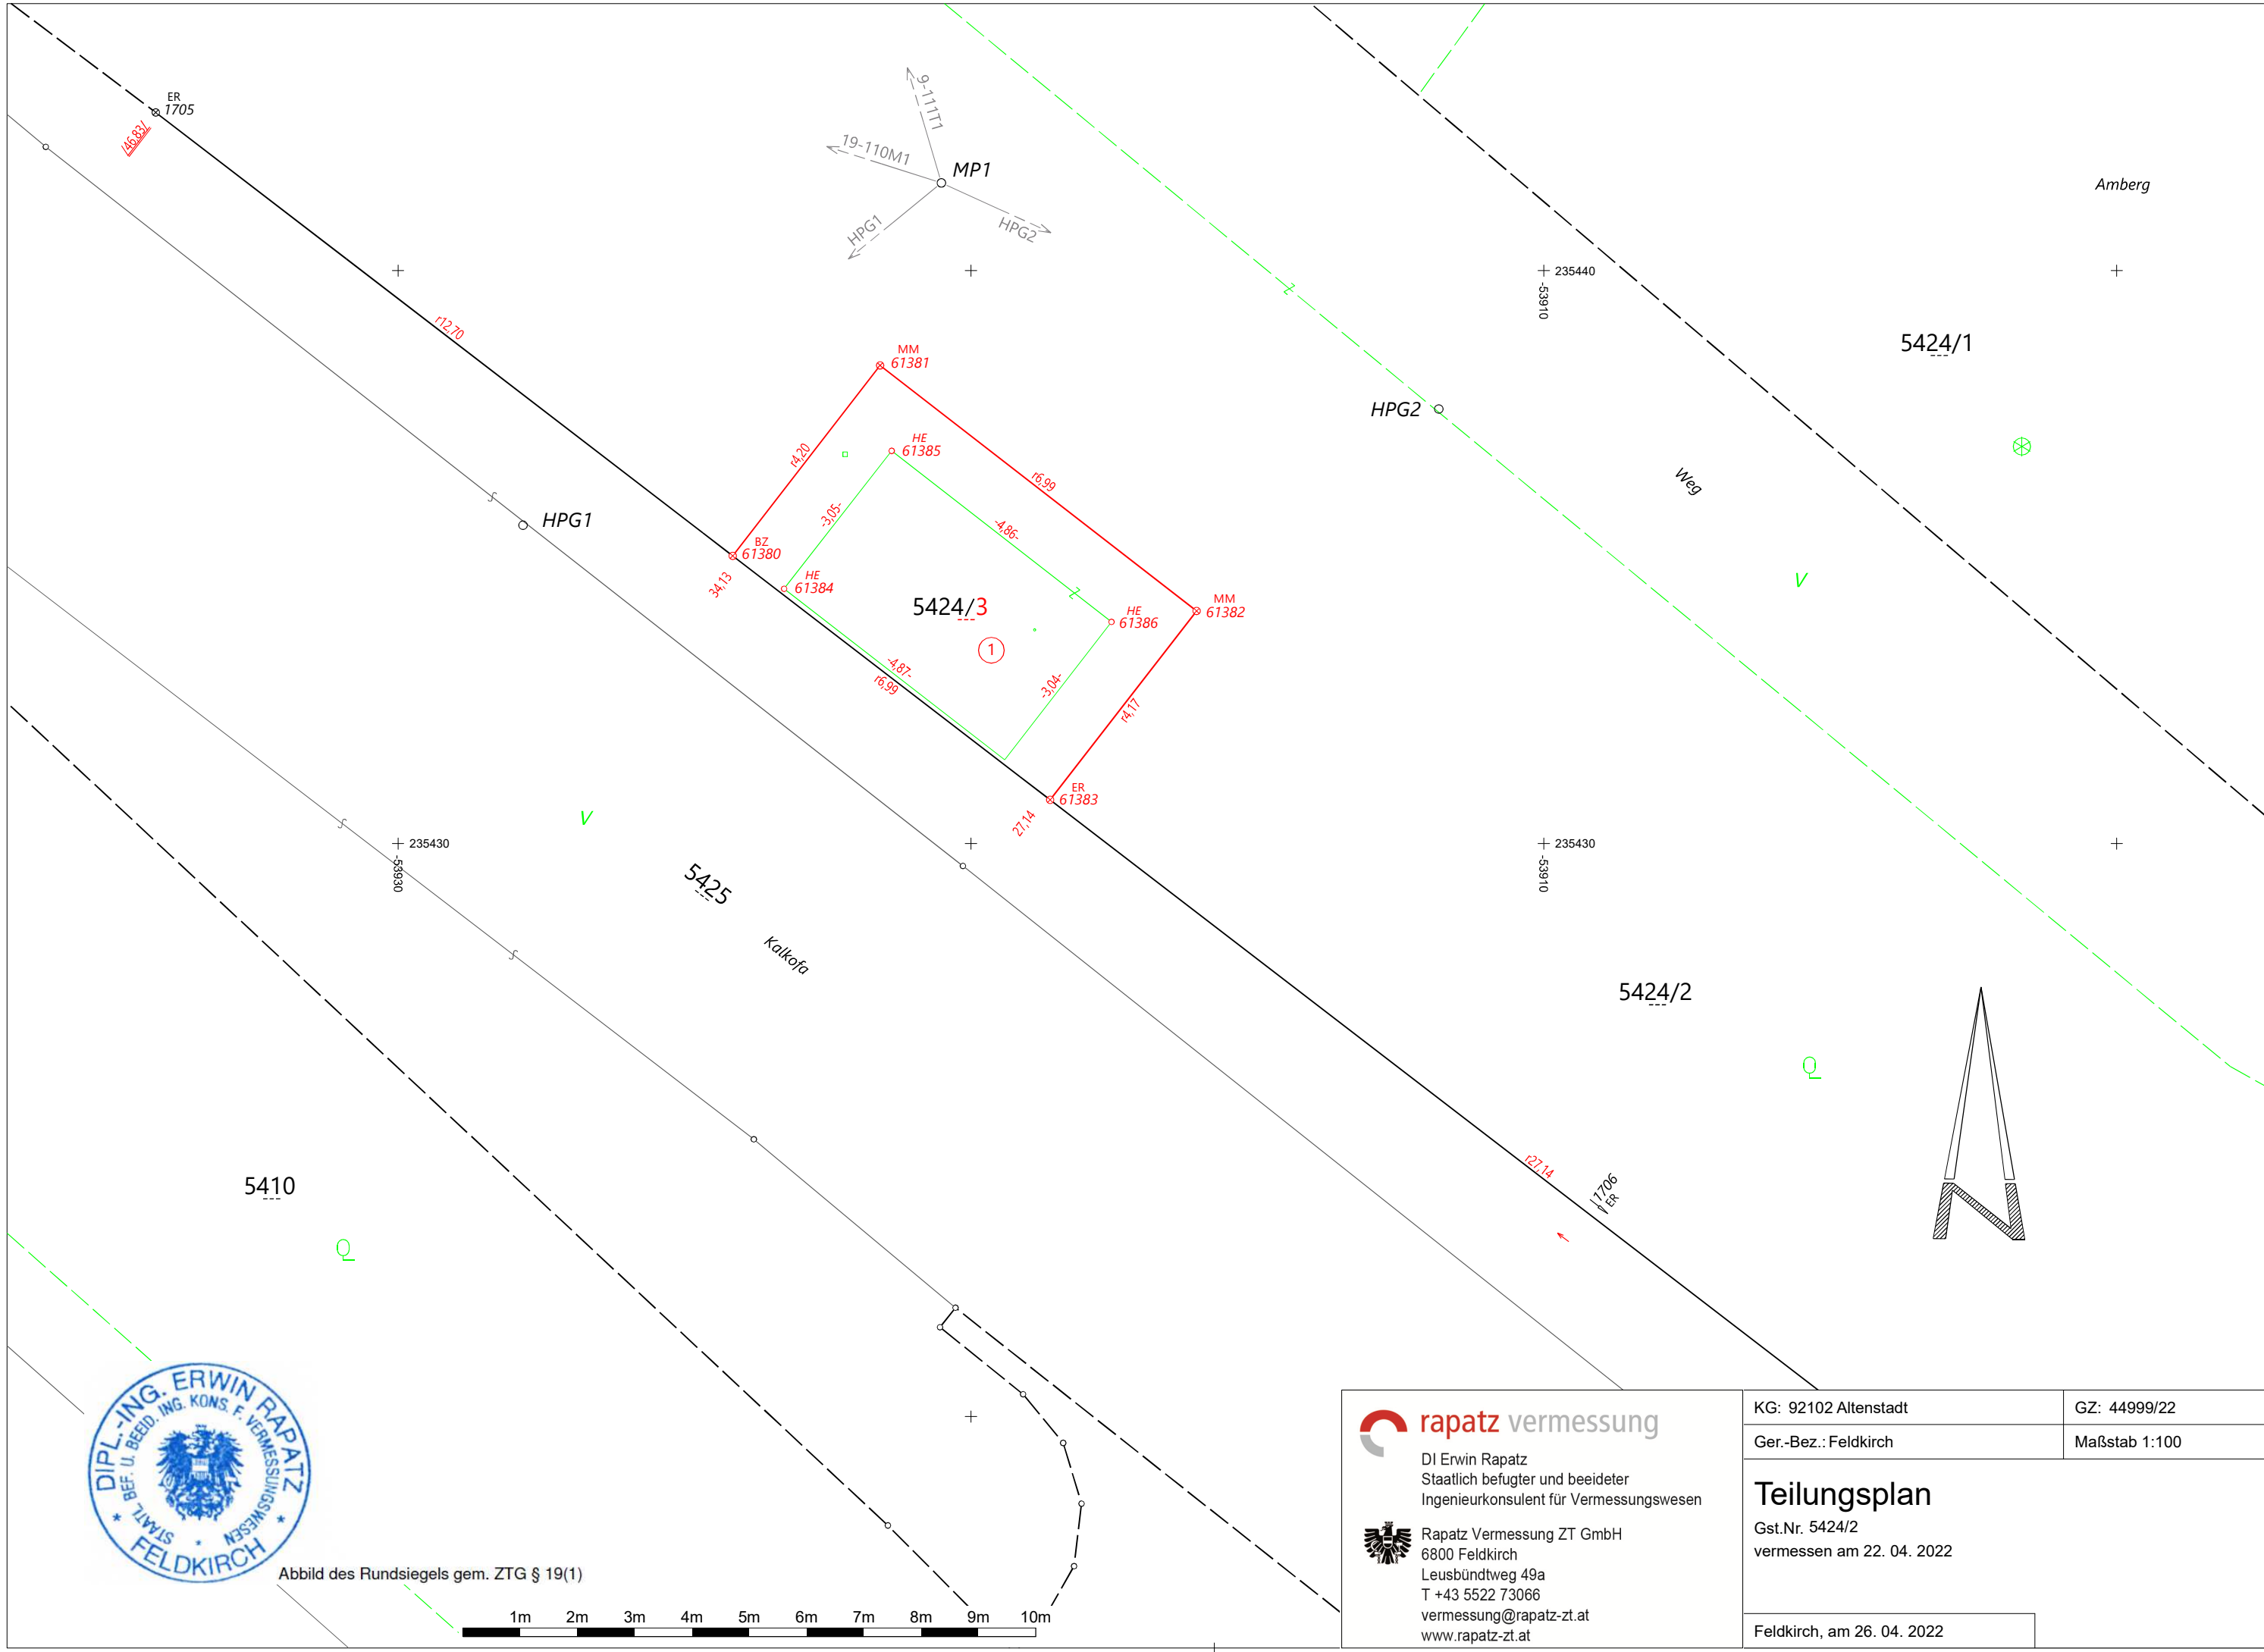 ER
1705
/46,83/
9-111T1
19-110M1
MP1
HPG1
HPG2
Amberg
235440
-53910
5424/1
r12,70
MM
61381
HPG2
r4,20
HE
61385
r6,99
Weg
-3,05-
-4,86-
HPG1
BZ
61380
34,13
HE
61384
5424/3
1
HE
61386
MM
61382
V
-4,87-
r6,99
-3,04-
r4,17
ER
61383
27,14
V
235430
-53930
235430
-53910
5425
Kalkofa
5424/2
Q
r27,14
1706
ER
5410
Q
N
DIPL.-ING. ERWIN RAPATZ
STAATL. BEF. U. BEEID. ING. KONS. F. VERMESSUNGSWESEN
* FELDKIRCH *
Abbild des Rundsiegels gem. ZTG § 19(1)
1m 2m 3m 4m 5m 6m 7m 8m 9m 10m
rapatz vermessung
DI Erwin Rapatz
Staatlich befugter und beeideter
Ingenieurkonsulent für Vermessungswesen
Rapatz Vermessung ZT GmbH
6800 Feldkirch
Leusbündtweg 49a
T +43 5522 73066
vermessung@rapatz-zt.at
www.rapatz-zt.at
KG: 92102 Altenstadt
GZ: 44999/22
Ger.-Bez.: Feldkirch
Maßstab 1:100
Teilungsplan
Gst.Nr. 5424/2
vermessen am 22. 04. 2022
Feldkirch, am 26. 04. 2022